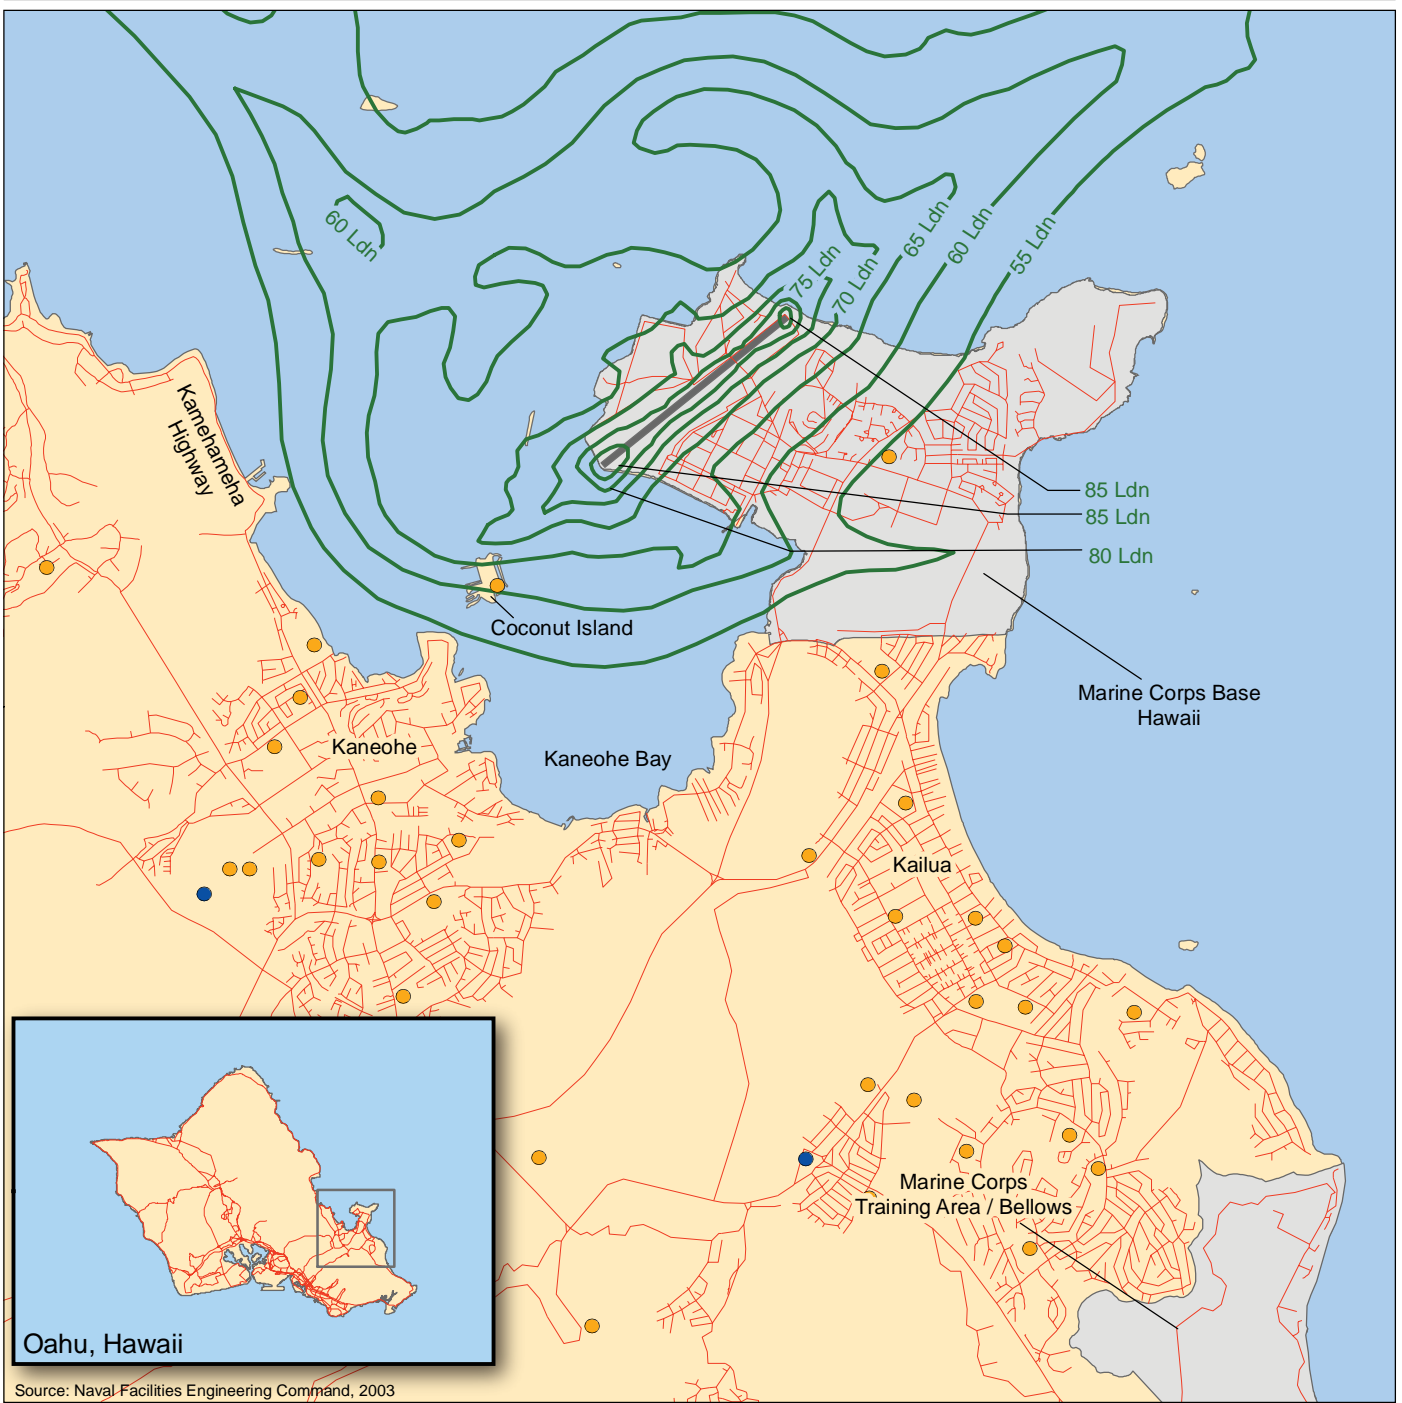 60 Ldn
75 Ldn
70 Ldn
65 Ldn
60 Ldn
55 Ldn
Kamehameha
Highway
85 Ldn
85 Ldn
80 Ldn
Coconut Island
Marine Corps Base
Hawaii
Kaneohe
Kaneohe Bay
Kailua
Marine Corps
Training Area / Bellows
Oahu, Hawaii
Source: Naval Facilities Engineering Command, 2003